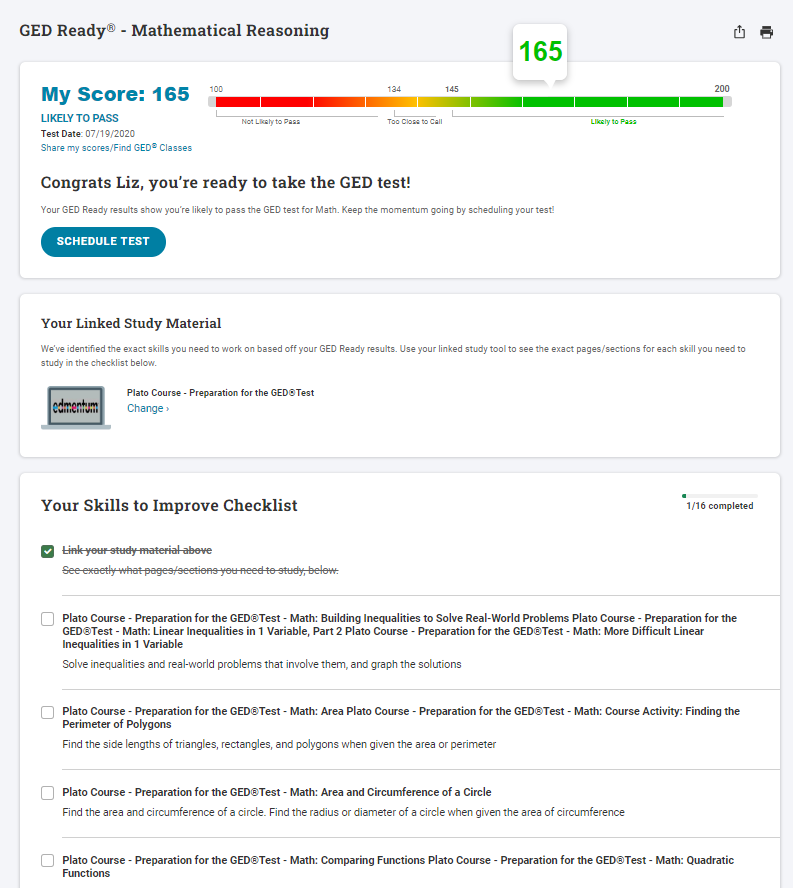 GED Ready® - Mathematical Reasoning
165
My Score: 165
100
134
145
200
LIKELY TO PASS
Not Likely to Pass
Too Close to Call
Likely to Pass
Test Date: 07/19/2020
Share my scores/Find GED® Classes
Congrats Liz, you're ready to take the GED test!
Your GED Ready results show you're likely to pass the GED test for Math. Keep the momentum going by scheduling your test!
SCHEDULE TEST
Your Linked Study Material
We've identified the exact skills you need to work on based off your GED Ready results. Use your linked study tool to see the exact pages/sections for each skill you need to
study in the checklist below.
edmentum
Plato Course - Preparation for the GED®Test
Change ›
Your Skills to Improve Checklist
1/16 completed
Link your study material above
See exactly what pages/sections you need to study, below.
Plato Course - Preparation for the GED®Test - Math: Building Inequalities to Solve Real-World Problems Plato Course - Preparation for the
GED®Test - Math: Linear Inequalities in 1 Variable, Part 2 Plato Course - Preparation for the GED®Test - Math: More Difficult Linear
Inequalities in 1 Variable
Solve inequalities and real-world problems that involve them, and graph the solutions
Plato Course - Preparation for the GED®Test - Math: Area Plato Course - Preparation for the GED®Test - Math: Course Activity: Finding the
Perimeter of Polygons
Find the side lengths of triangles, rectangles, and polygons when given the area or perimeter
Plato Course - Preparation for the GED®Test - Math: Area and Circumference of a Circle
Find the area and circumference of a circle. Find the radius or diameter of a circle when given the area of circumference
Plato Course - Preparation for the GED®Test - Math: Comparing Functions Plato Course - Preparation for the GED®Test - Math: Quadratic
Functions